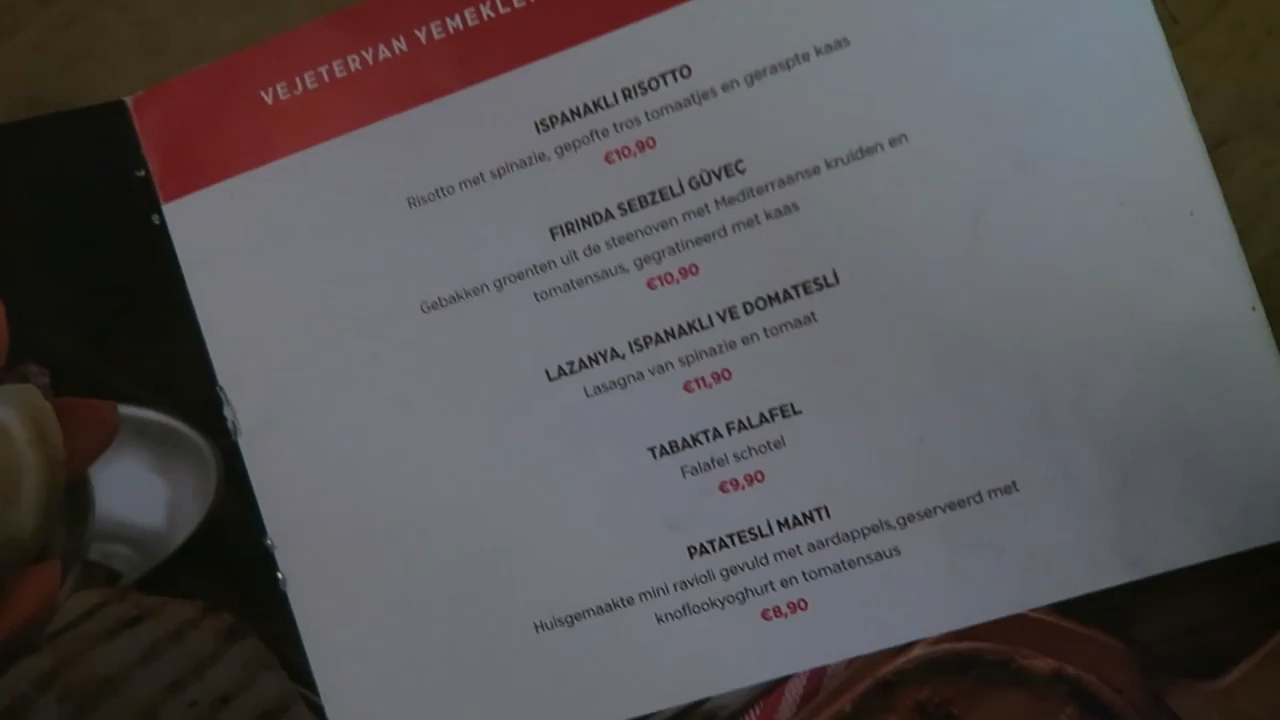 VEJETERYAN
ISPANAKLI RISOTTO
Risotto met spinazie, gepofte tros tomaatjes en geraspte kaas
€10,90
FIRINDA SEBZELİ GÜVEÇ
Gebakken groenten uit de steenoven met Mediterraanse kruiden en
tomatensaus, gegratineerd met kaas
€10,90
LAZANYA, ISPANAKLI VE DOMATESLİ
Lasagna van spinazie en tomaat
€11,90
TABAKTA FALAFEL
Falafel schotel
€9,90
PATATESLİ MANTI
Huisgemaakte mini ravioli gevuld met aardappels,geserveerd met
knoflookyoghurt en tomatensaus
€8,90